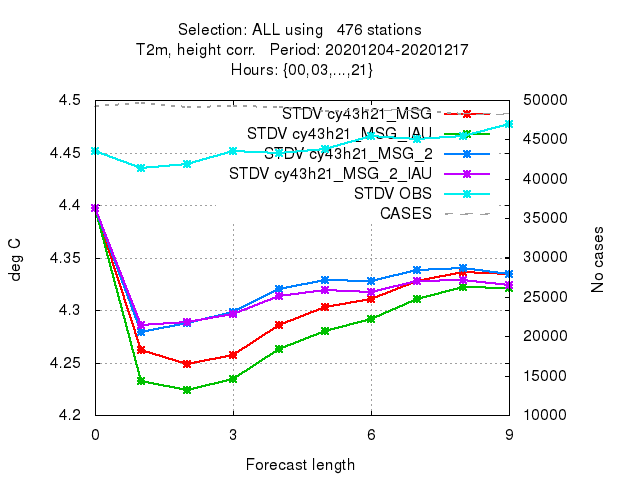 Selection: ALL using   476 stations
T2m, height corr.   Period: 20201204-20201217
Hours: {00,03,...,21}
4.5
4.45
4.4
4.35
4.3
4.25
4.2
deg C
50000
45000
40000
35000
30000
25000
20000
15000
10000
No cases
STDV cy43h21_MSG
STDV cy43h21_MSG_IAU
STDV cy43h21_MSG_2
STDV cy43h21_MSG_2_IAU
STDV OBS
CASES
0 3 6 9
Forecast length